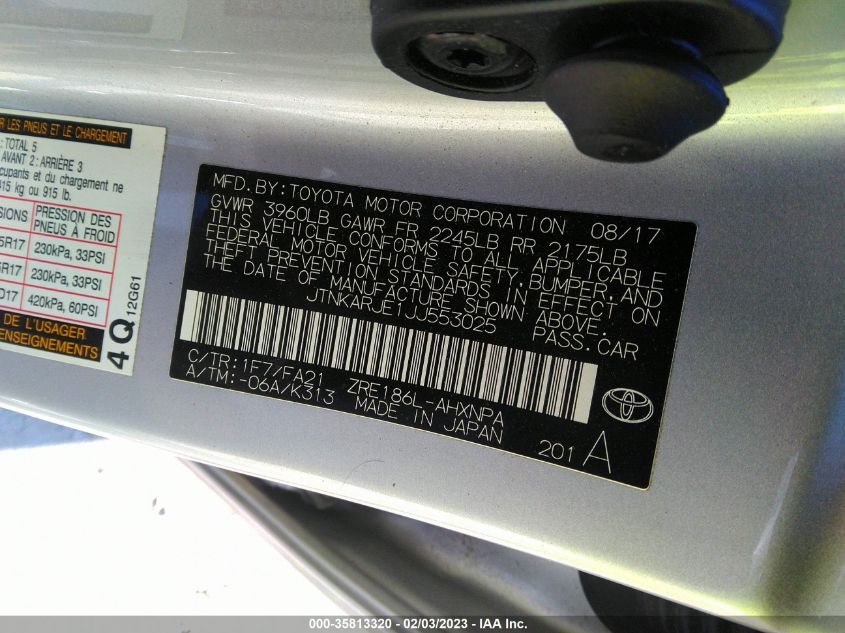 R LES PNEUS ET LE CHARGEMENT
: TOTAL 5
AVANT 2 : ARRIÈRE 3
cupants et du chargement ne
415 kg ou 915 lb.
SIONS
PRESSION DES
PNEUS À FROID
5R17 230kPa, 33PSI
5R17 230kPa, 33PSI
D17 420kPa, 60PSI
DE L'USAGER
ENSEIGNEMENTS
4Q
12G61
MFD. BY: TOYOTA MOTOR CORPORATION 08/17
GVWR 3960LB GAWR FR 2245LB RR 2175LB
THIS VEHICLE CONFORMS TO ALL APPLICABLE
FEDERAL MOTOR VEHICLE SAFETY, BUMPER, AND
THEFT PREVENTION STANDARDS IN EFFECT ON
THE DATE OF MANUFACTURE SHOWN ABOVE.
JTNKARJE1JJ553025 PASS. CAR
C/TR: 1F7/FA21 ZRE186L-AHXNPA
A/TM: -06A/K313 MADE IN JAPAN
201 A
000-35813320 - 02/03/2023 - IAA Inc.